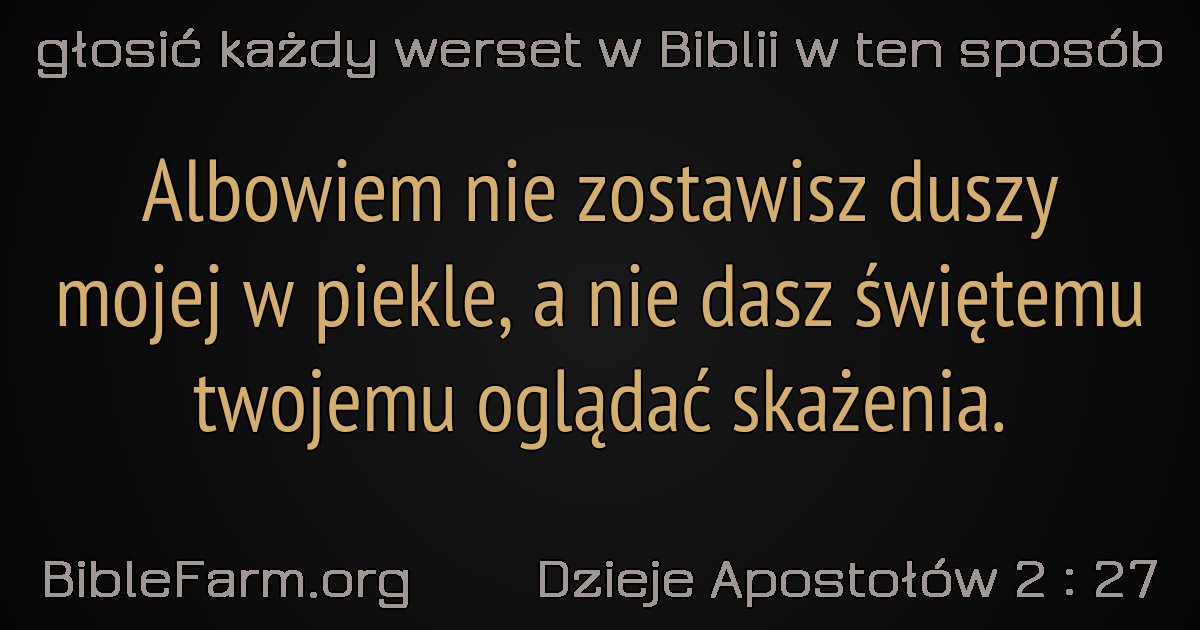 głosić każdy werset w Biblii w ten sposób
Albowiem nie zostawisz duszy
mojej w piekle, a nie dasz świętemu
twojemu oglądać skażenia.
BibleFarm.org
Dzieje Apostołów 2 : 27